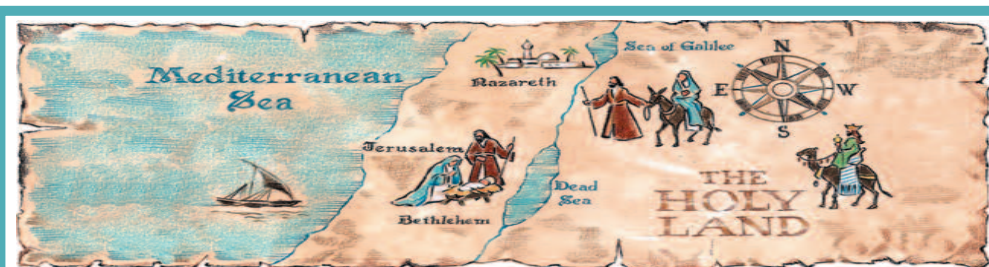 Mediterranean
Sea
Nazareth
Sea of Galilee
N
E
W
S
Jerusalem
Bethlehem
Dead
Sea
THE
HOLY
LAND